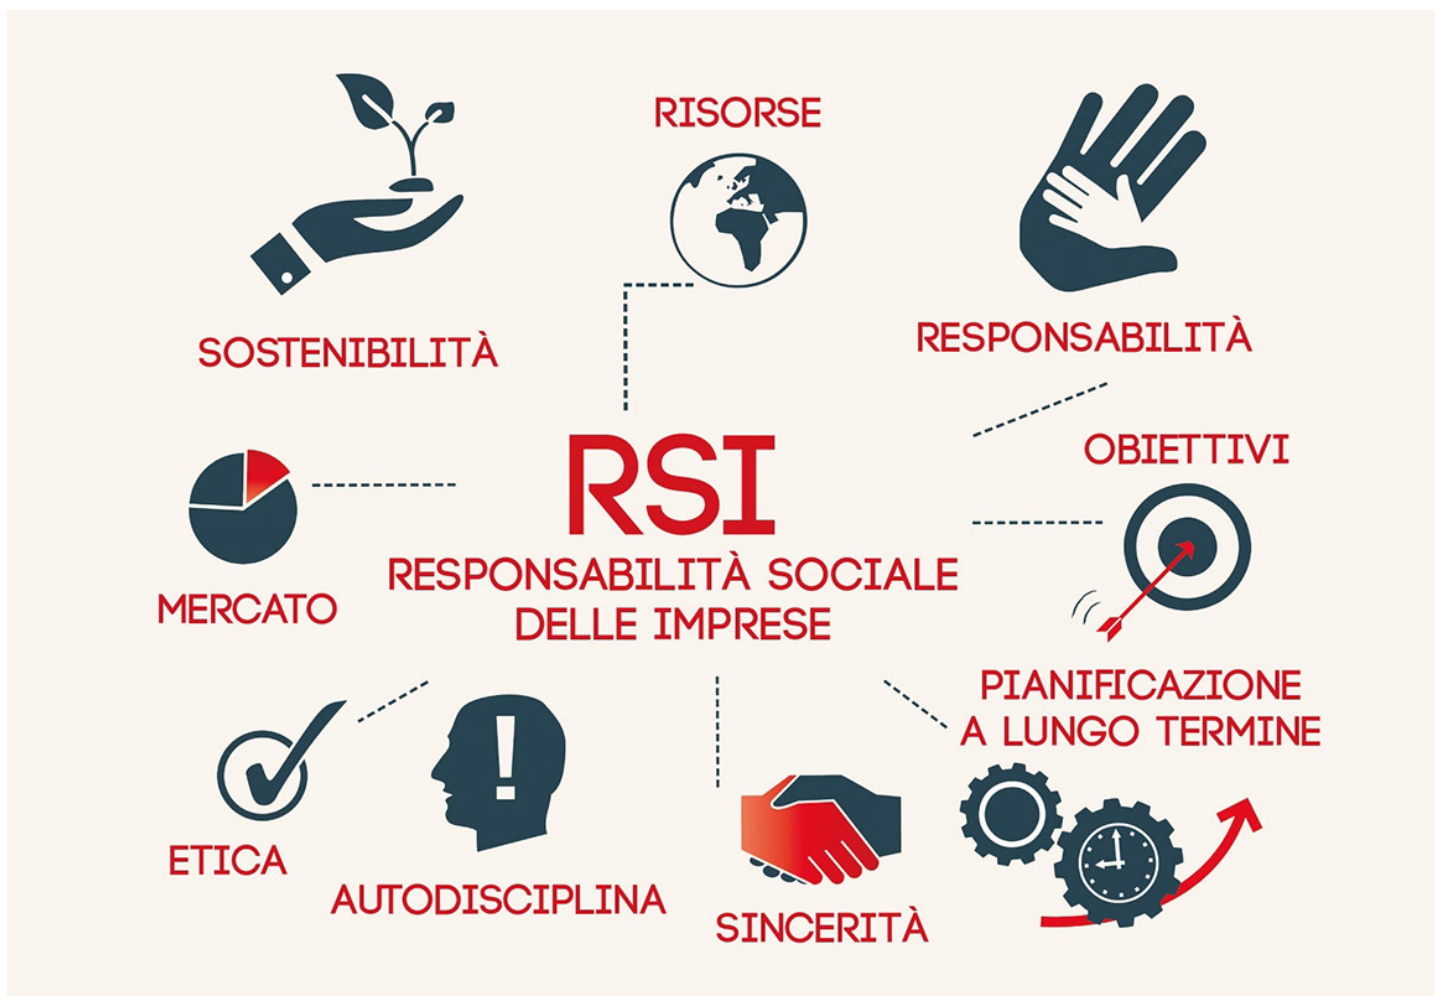 RISORSE
SOSTENIBILITÀ
RESPONSABILITÀ
OBIETTIVI
RSI
RESPONSABILITÀ SOCIALE
DELLE IMPRESE
MERCATO
PIANIFICAZIONE
A LUNGO TERMINE
ETICA
AUTODISCIPLINA
SINCERITÀ